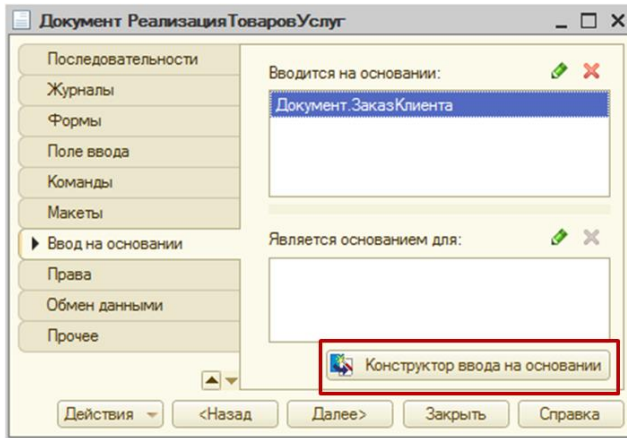 Документ РеализацияТоваровУслуг
Последовательности
Журналы
Формы
Поле ввода
Команды
Макеты
Ввод на основании
Права
Обмен данными
Прочее
Вводится на основании:
Документ.ЗаказКлиента
Является основанием для:
Конструктор ввода на основании
Действия
<Назад
Далее>
Закрыть
Справка